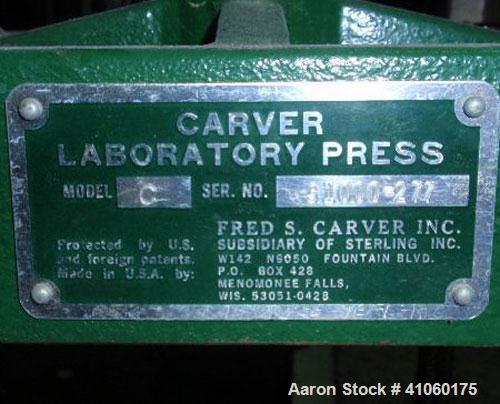 CARVER
LABORATORY PRESS
MODEL C SER. NO.
FRED S. CARVER INC.
SUBSIDIARY OF STERLING INC.
W142 N9050 FOUNTAIN BLVD.
P.O. BOX 428
MENOMONEE FALLS,
WIS. 53051-0428
Protected by U.S.
and foreign patents.
Made in U.S.A. by:
Aaron Stock # 41060175